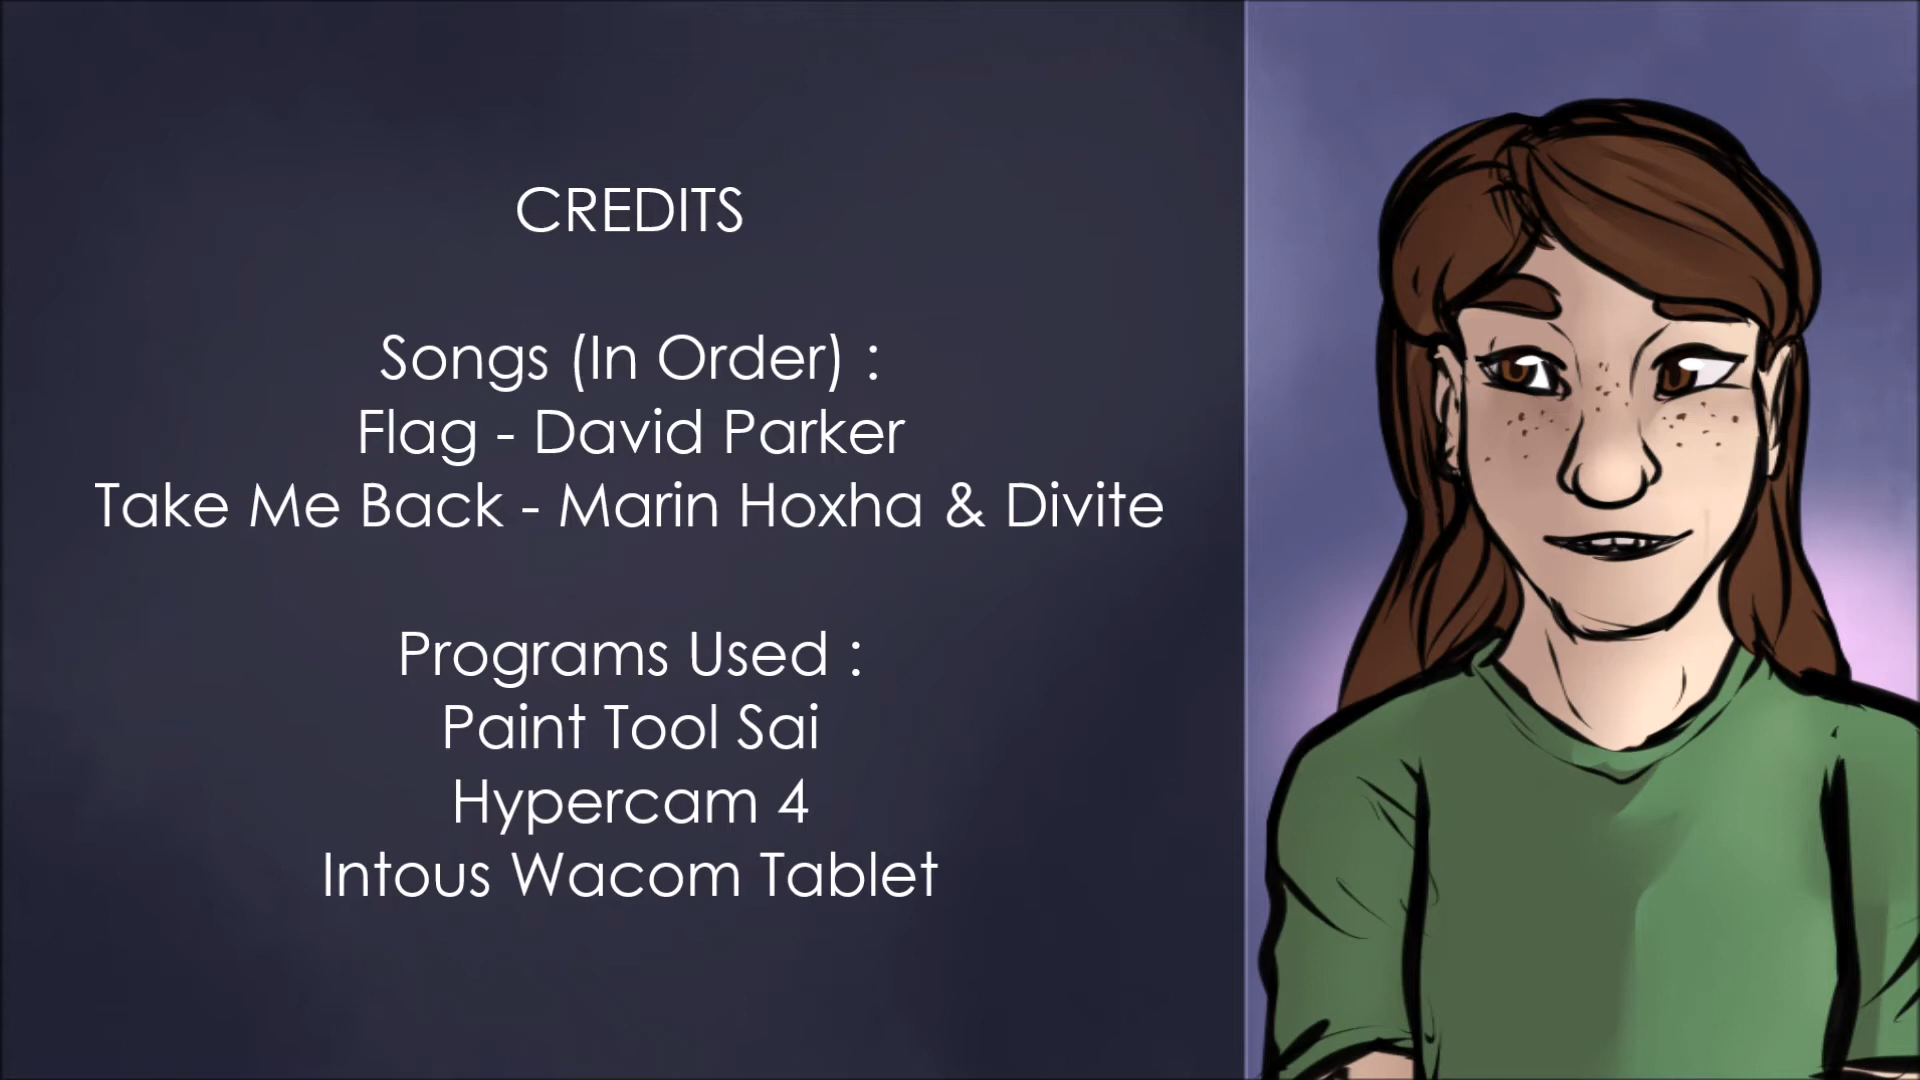 CREDITS
Songs (In Order) :
Flag - David Parker
Take Me Back - Marin Hoxha & Divite
Programs Used :
Paint Tool Sai
Hypercam 4
Intous Wacom Tablet